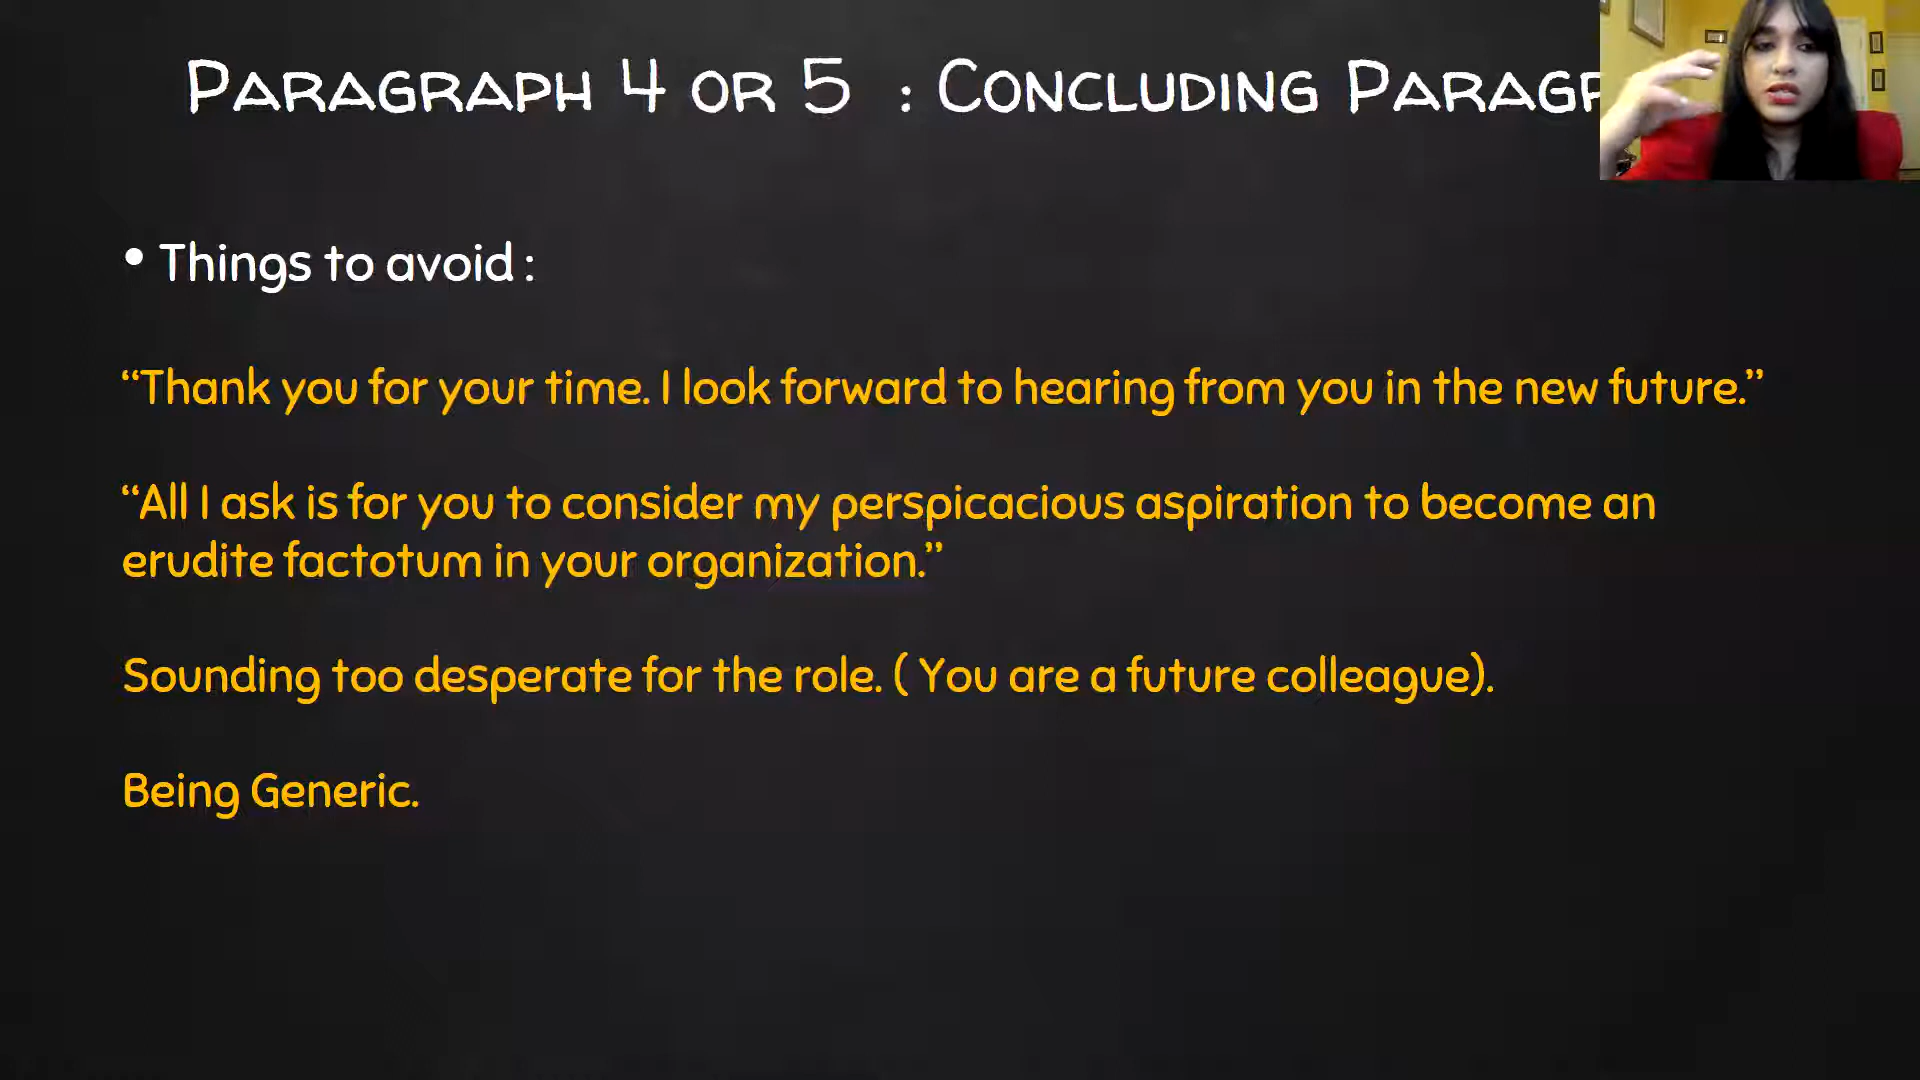 PARAGRAPH 4 OR 5 : CONCLUDING PARAGR
• Things to avoid :
“Thank you for your time. I look forward to hearing from you in the new future.”
“All I ask is for you to consider my perspicacious aspiration to become an
erudite factotum in your organization.”
Sounding too desperate for the role. ( You are a future colleague).
Being Generic.